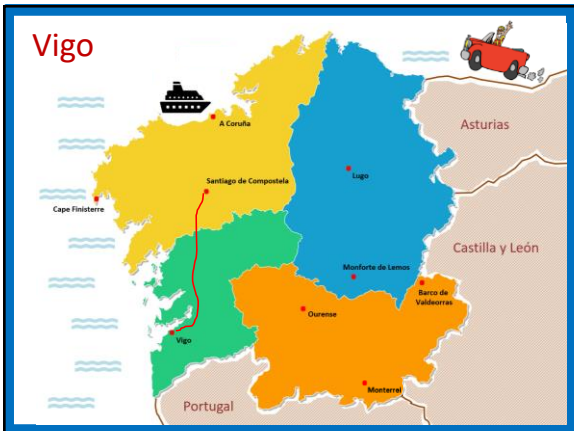 Vigo
A Coruña
Asturias
Santiago de Compostela
Lugo
Cape Finisterre
Castilla y León
Monforte de Lemos
Barco de
Valdeorras
Ourense
Vigo
Monterrei
Portugal